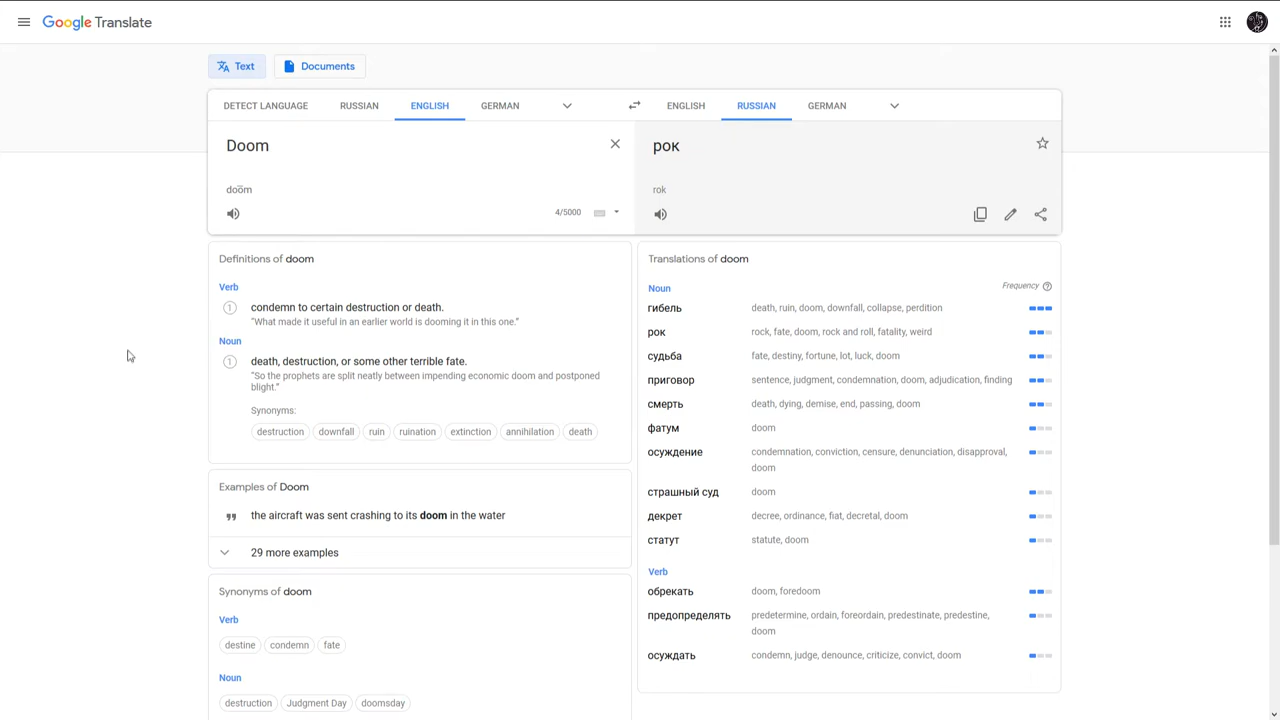 Google Translate
Text
Documents
DETECT LANGUAGE
RUSSIAN
ENGLISH
GERMAN
ENGLISH
RUSSIAN
GERMAN
Doom
рок
do͞om
rok
4/5000
Definitions of doom
Verb
1
condemn to certain destruction or death.
"What made it useful in an earlier world is dooming it in this one."
Noun
1
death, destruction, or some other terrible fate.
"So the prophets are split neatly between impending economic doom and postponed
blight."
Synonyms:
destruction
downfall
ruin
ruination
extinction
annihilation
death
Examples of Doom
the aircraft was sent crashing to its doom in the water
29 more examples
Synonyms of doom
Verb
destine
condemn
fate
Noun
destruction
Judgment Day
doomsday
Translations of doom
Noun
Frequency
гибель death, ruin, doom, downfall, collapse, perdition
рок rock, fate, doom, rock and roll, fatality, weird
судьба fate, destiny, fortune, lot, luck, doom
приговор sentence, judgment, condemnation, doom, adjudication, finding
смерть death, dying, demise, end, passing, doom
фатум doom
осуждение condemnation, conviction, censure, denunciation, disapproval,
doom
страшный суд doom
декрет decree, ordinance, fiat, decretal, doom
статут statute, doom
Verb
обрекать doom, foredoom
предопределять predetermine, ordain, foreordain, predestinate, predestine,
doom
осуждать condemn, judge, denounce, criticize, convict, doom